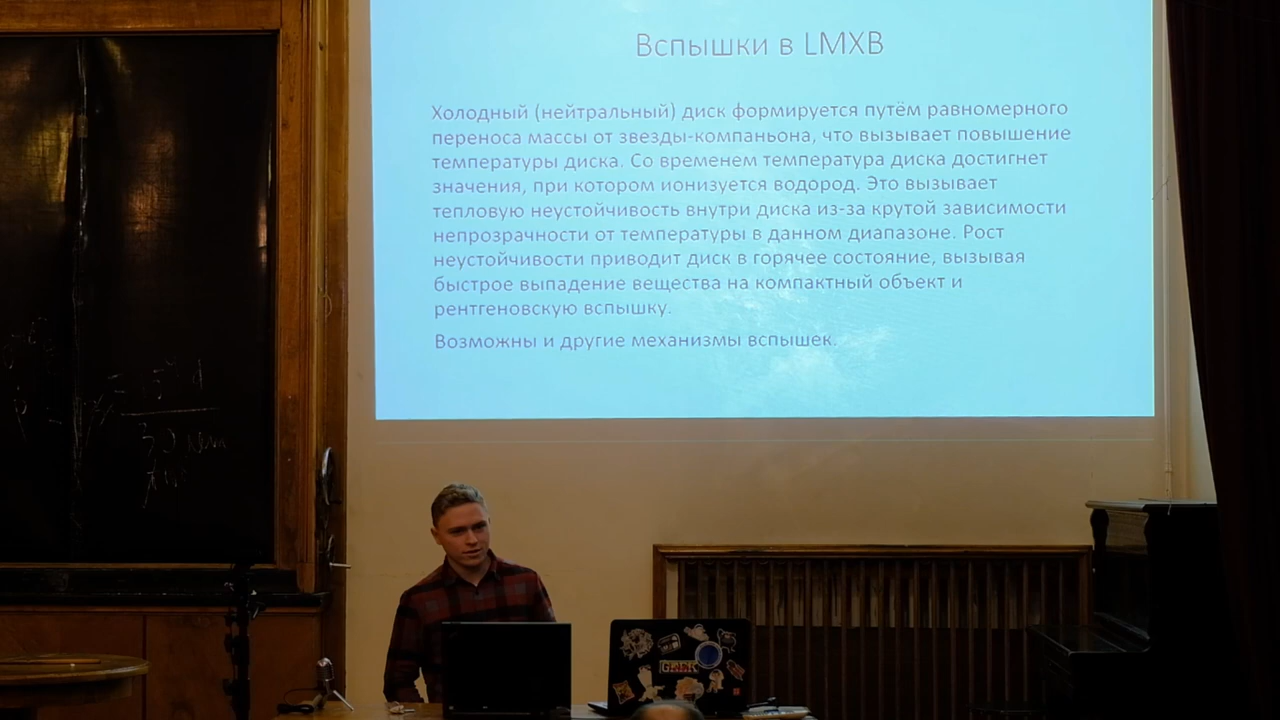 Вспышки в LMXB
Холодный (нейтральный) диск формируется путём равномерного
переноса массы от звезды-компаньона, что вызывает повышение
температуры диска. Со временем температура диска достигнет
значения, при котором ионизуется водород. Это вызывает
тепловую неустойчивость внутри диска из-за крутой зависимости
непрозрачности от температуры в данном диапазоне. Рост
неустойчивости приводит диск в горячее состояние, вызывая
быстрое выпадение вещества на компактный объект и
рентгеновскую вспышку.
Возможны и другие механизмы вспышек.
GEEK